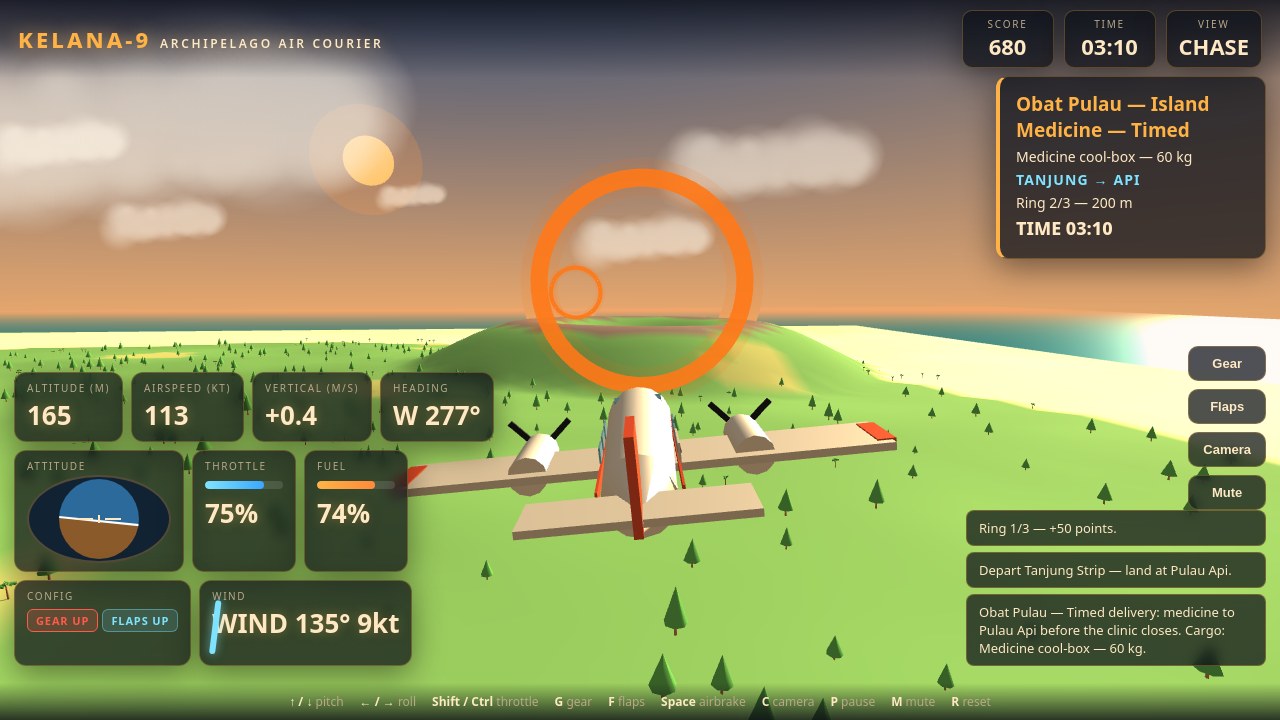 KELANA-9 ARCHIPELAGO AIR COURIER
SCORE
680
TIME
03:10
VIEW
CHASE
Obat Pulau — Island
Medicine — Timed
Medicine cool-box — 60 kg
TANJUNG → API
Ring 2/3 — 200 m
TIME 03:10
ALTITUDE (M)
165
AIRSPEED (KT)
113
VERTICAL (M/S)
+0.4
HEADING
W 277°
ATTITUDE
THROTTLE
75%
FUEL
74%
CONFIG
GEAR UP
FLAPS UP
WIND
WIND 135° 9kt
Gear
Flaps
Camera
Mute
Ring 1/3 — +50 points.
Depart Tanjung Strip — land at Pulau Api.
Obat Pulau — Timed delivery: medicine to
Pulau Api before the clinic closes. Cargo:
Medicine cool-box — 60 kg.
↑ / ↓ pitch ← / → roll Shift / Ctrl throttle G gear F flaps Space airbrake C camera P pause M mute R reset